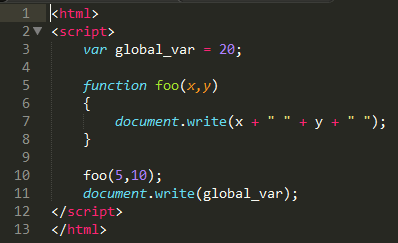 1 <html>
2 <script>
3     var global_var = 20;
4
5     function foo(x,y)
6     {
7         document.write(x + " " + y + " ");
8     }
9
10     foo(5,10);
11     document.write(global_var);
12 </script>
13 </html>